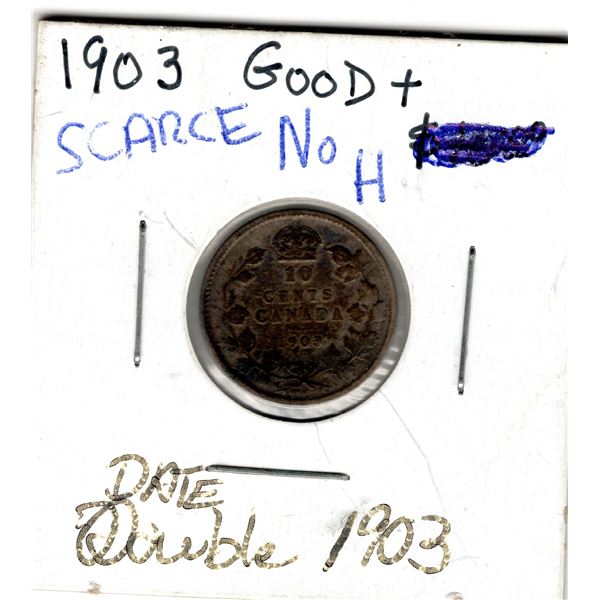 1903 GOOD +
SCARCE No H $
10
CENTS
CANADA
1903
DATE
Double 1903